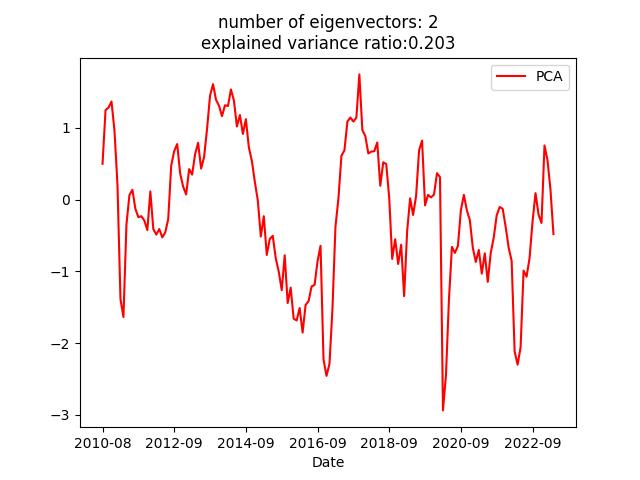 number of eigenvectors: 2
explained variance ratio:0.203
PCA
1
0
−1
−2
−3
2010-08 2012-09 2014-09 2016-09 2018-09 2020-09 2022-09
Date